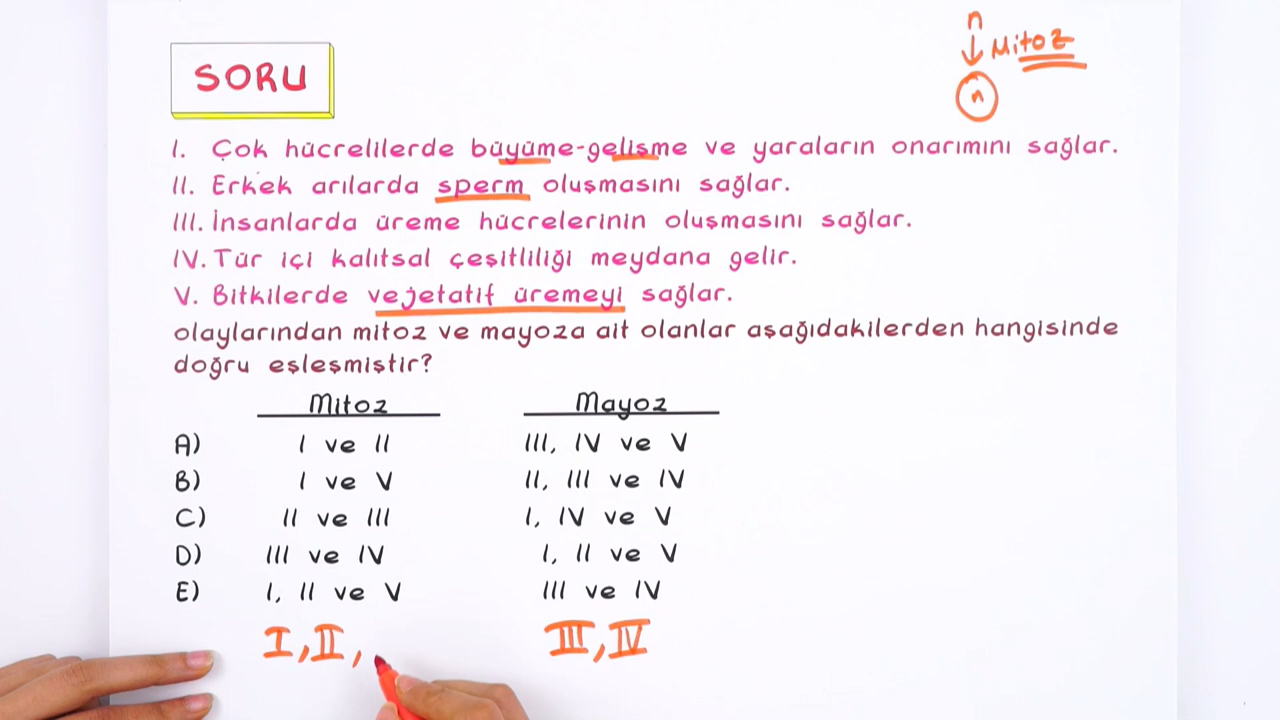 n
↓ Mitoz
n
SORU
I. Çok hücrelilerde büyüme-gelişme ve yaraların onarımını sağlar.
II. Erkek arılarda sperm oluşmasını sağlar.
III. İnsanlarda üreme hücrelerinin oluşmasını sağlar.
IV. Tür içi kalıtsal çeşitliliği meydana gelir.
V. Bitkilerde vejetatif üremeyi sağlar.
olaylarından mitoz ve mayoza ait olanlar aşağıdakilerden hangisinde
doğru eşleşmiştir?
Mitoz Mayoz
A) I ve II III, IV ve V
B) I ve V II, III ve IV
C) II ve III I, IV ve V
D) III ve IV I, II ve V
E) I, II ve V III ve IV
I, II, III, IV